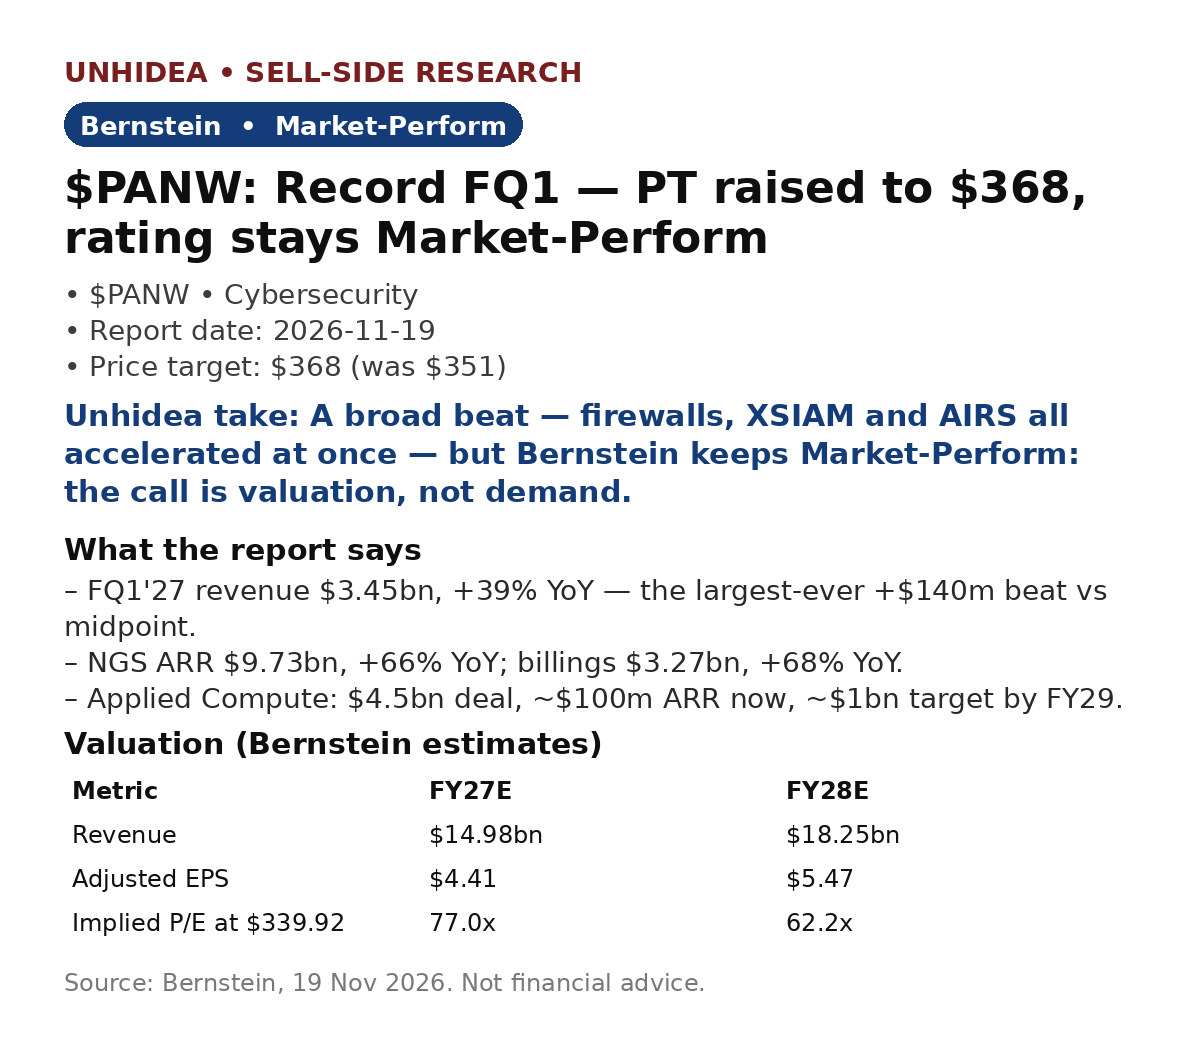 UNHIDEA • SELL-SIDE RESEARCH
Bernstein • Market-Perform
$PANW: Record FQ1 — PT raised to $368,
rating stays Market-Perform
• $PANW • Cybersecurity
• Report date: 2026-11-19
• Price target: $368 (was $351)
Unhidea take: A broad beat — firewalls, XSIAM and AIRS all
accelerated at once — but Bernstein keeps Market-Perform:
the call is valuation, not demand.
What the report says
– FQ1'27 revenue $3.45bn, +39% YoY — the largest-ever +$140m beat vs
midpoint.
– NGS ARR $9.73bn, +66% YoY; billings $3.27bn, +68% YoY.
– Applied Compute: $4.5bn deal, ~$100m ARR now, ~$1bn target by FY29.
Valuation (Bernstein estimates)
Metric FY27E FY28E
Revenue $14.98bn $18.25bn
Adjusted EPS $4.41 $5.47
Implied P/E at $339.92 77.0x 62.2x
Source: Bernstein, 19 Nov 2026. Not financial advice.